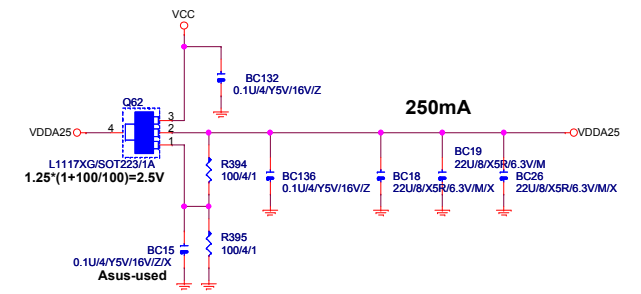 VCC
BC132
0.1U/4/Y5V/16V/Z
Q62
250mA
3
VDDA25
4
2
VDDA25
1
L1117XG/SOT223/1A
1.25*(1+100/100)=2.5V
R394
100/4/1
BC136
0.1U/4/Y5V/16V/Z
BC18
22U/8/X5R/6.3V/M/X
BC19
22U/8/X5R/6.3V/M
BC26
22U/8/X5R/6.3V/M/X
R395
100/4/1
BC15
0.1U/4/Y5V/16V/Z/X
Asus-used